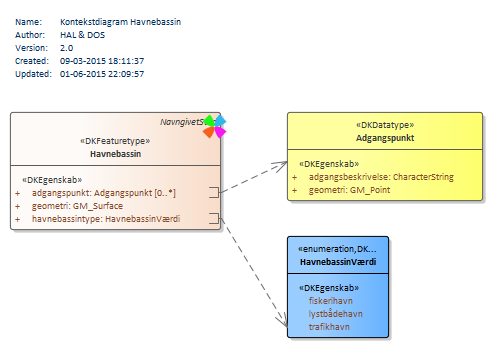 Name: Kontekstdiagram Havnebassin
Author: HAL & DOS
Version: 2.0
Created: 09-03-2015 18:11:37
Updated: 01-06-2015 22:09:57
«DKFeaturetype»
Havnebassin
«DKEgenskab»
+ adgangspunkt: Adgangspunkt [0..*]
+ geometri: GM_Surface
+ havnebassintype: HavnebassinVærdi
«DKDatatype»
Adgangspunkt
«DKEgenskab»
+ adgangsbeskrivelse: CharacterString
+ geometri: GM_Point
«enumeration,DK...
HavnebassinVærdi
«DKEgenskab»
fiskerihavn
lystbådehavn
trafikhavn